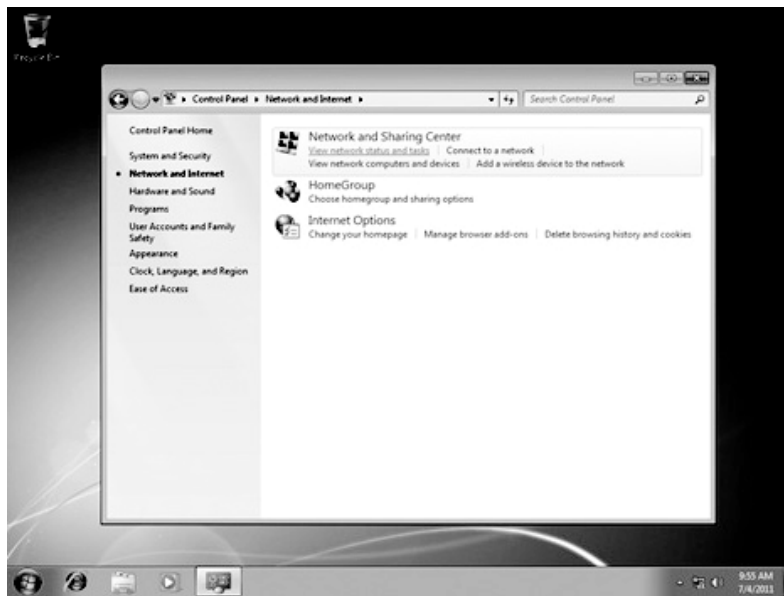 Control Panel ▸ Network and Internet ▸
Search Control Panel
Control Panel Home
System and Security
Network and Internet
Hardware and Sound
Programs
User Accounts and Family
Safety
Appearance
Clock, Language, and Region
Ease of Access
Network and Sharing Center
View network status and tasks | Connect to a network |
View network computers and devices | Add a wireless device to the network
HomeGroup
Choose homegroup and sharing options
Internet Options
Change your homepage | Manage browser add-ons | Delete browsing history and cookies
9:55 AM
7/4/2011